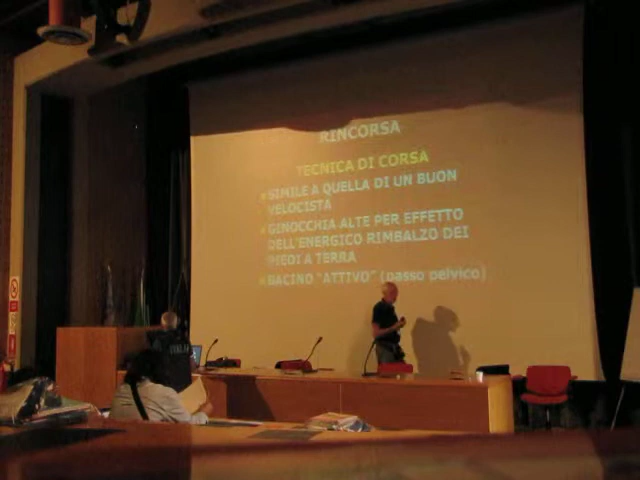 RINCORSA
TECNICA DI CORSA
SIMILE A QUELLA DI UN BUON
VELOCISTA
GINOCCHIA ALTE PER EFFETTO
DELL'ENERGICO RIMBALZO DEI
PIEDI A TERRA
BACINO "ATTIVO" (passo pelvico)
ITALIA